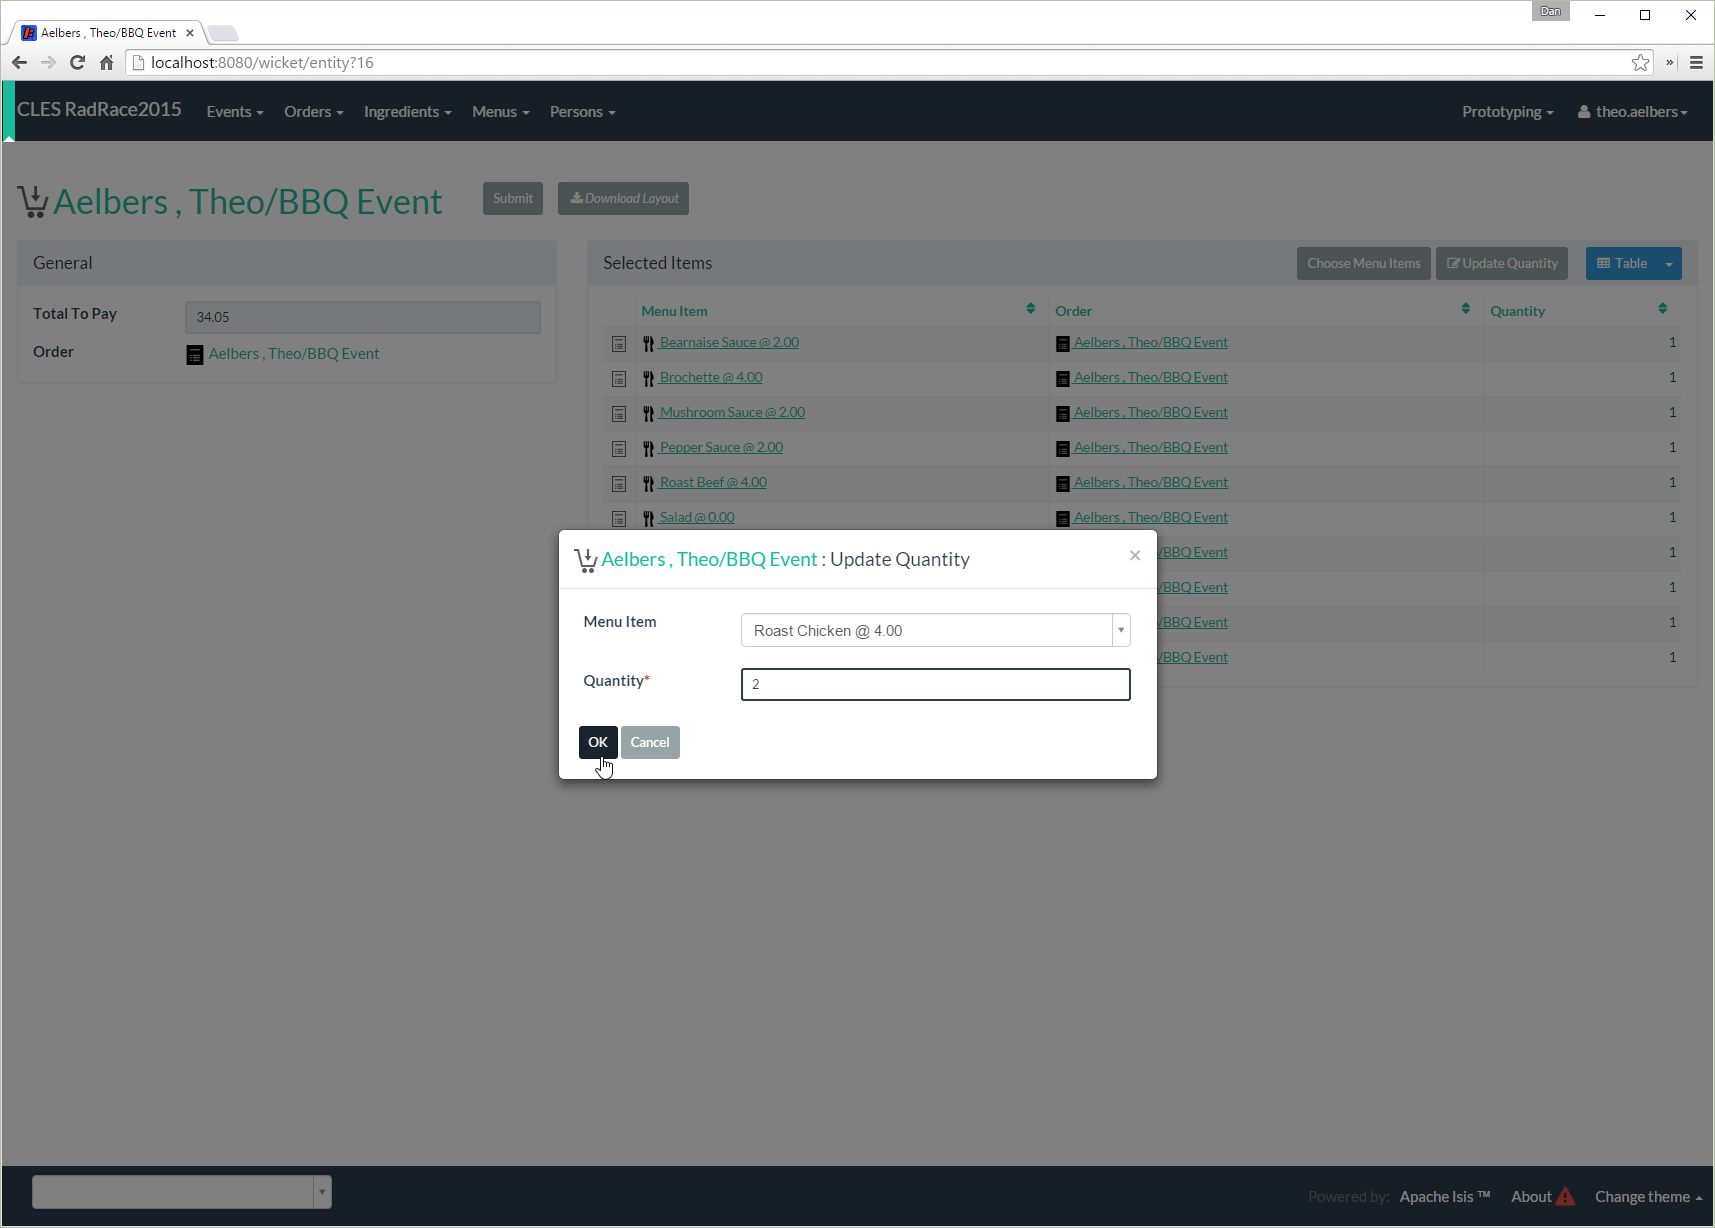 Dan
Aelbers , Theo/BBQ Event
localhost:8080/wicket/entity?16
CLES RadRace2015 Events Orders Ingredients Menus Persons Prototyping theo.aelbers
Aelbers , Theo/BBQ Event Submit Download Layout
General
Total To Pay 34.05
Order Aelbers , Theo/BBQ Event
Selected Items Choose Menu Items Update Quantity Table
Menu Item Order Quantity
Bearnaise Sauce @ 2.00 Aelbers , Theo/BBQ Event 1
Brochette @ 4.00 Aelbers , Theo/BBQ Event 1
Mushroom Sauce @ 2.00 Aelbers , Theo/BBQ Event 1
Pepper Sauce @ 2.00 Aelbers , Theo/BBQ Event 1
Roast Beef @ 4.00 Aelbers , Theo/BBQ Event 1
Salad @ 0.00 Aelbers , Theo/BBQ Event 1
/BBQ Event 1
/BBQ Event 1
/BBQ Event 1
/BBQ Event 1
Aelbers , Theo/BBQ Event : Update Quantity ×
Menu Item Roast Chicken @ 4.00
Quantity* 2
OK Cancel
Powered by: Apache Isis ™ About Change theme